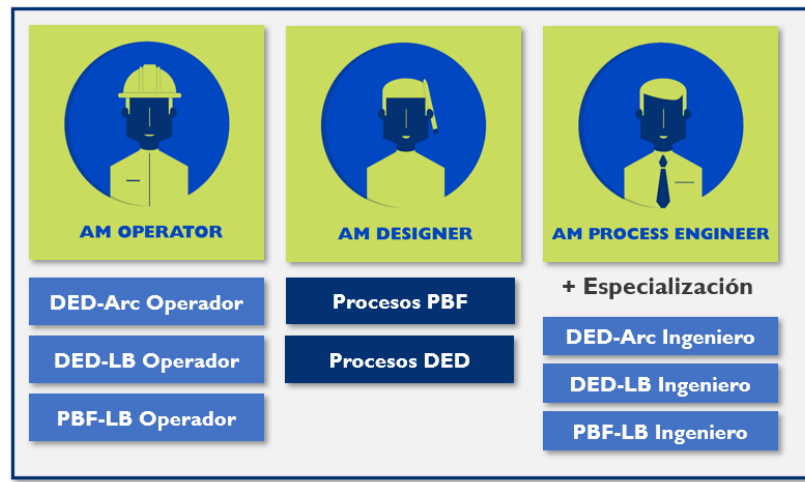 AM OPERATOR
DED-Arc Operador
DED-LB Operador
PBF-LB Operador
AM DESIGNER
Procesos PBF
Procesos DED
AM PROCESS ENGINEER
+ Especialización
DED-Arc Ingeniero
DED-LB Ingeniero
PBF-LB Ingeniero